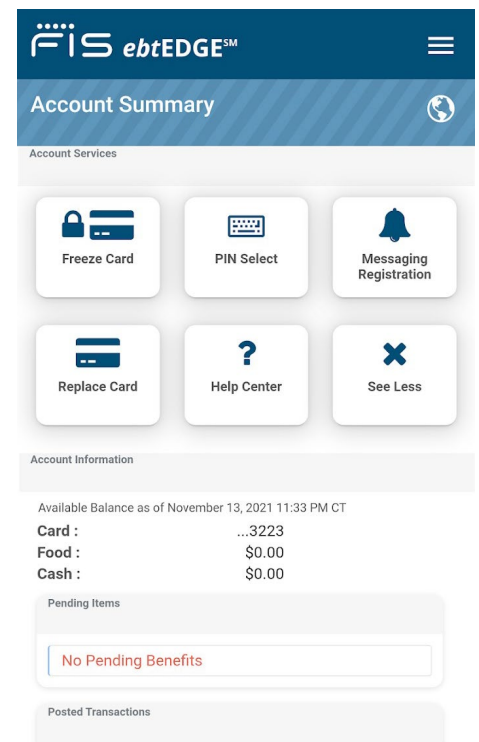 FIS ebtEDGE℠
Account Summary
Account Services
Freeze Card
PIN Select
Messaging
Registration
Replace Card
Help Center
See Less
Account Information
Available Balance as of November 13, 2021 11:33 PM CT
Card : ...3223
Food : $0.00
Cash : $0.00
Pending Items
No Pending Benefits
Posted Transactions